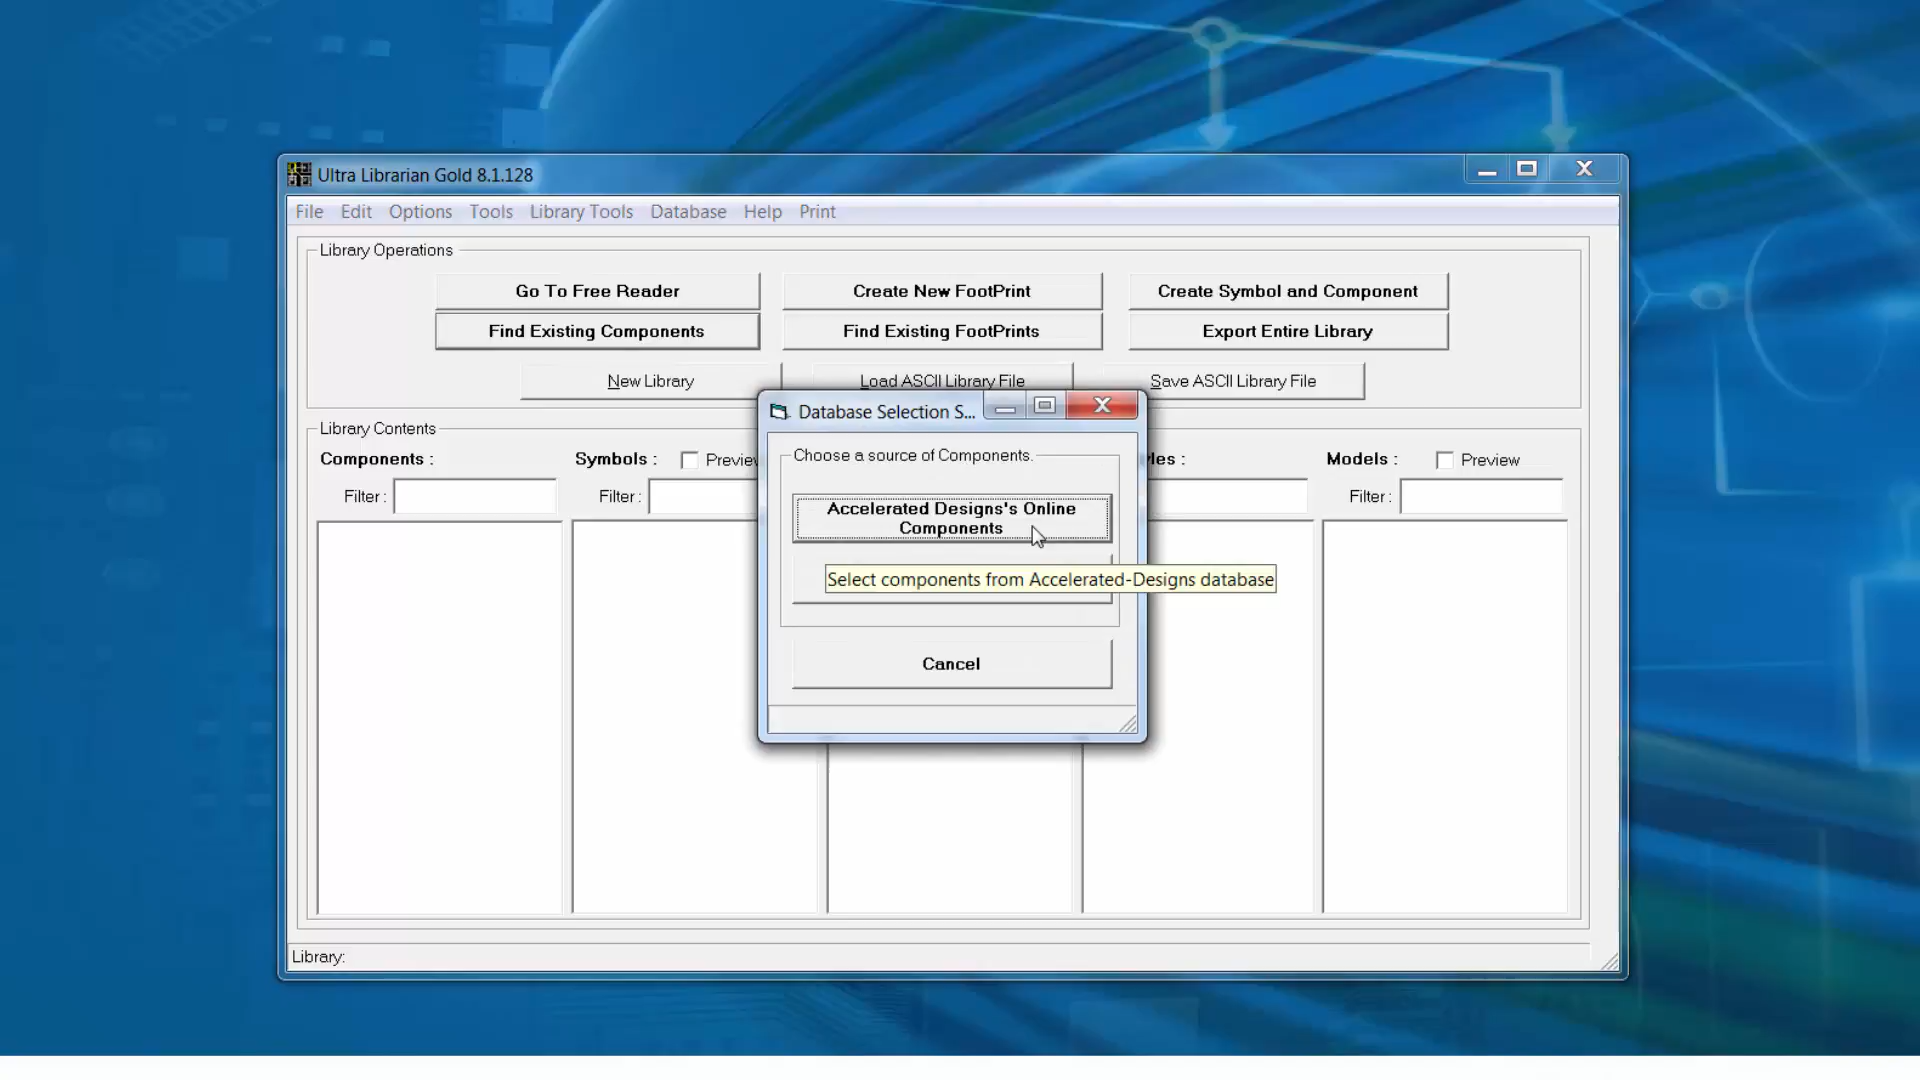 Ultra Librarian Gold 8.1.128
File Edit Options Tools Library Tools Database Help Print
Library Operations
Go To Free Reader
Create New FootPrint
Create Symbol and Component
Find Existing Components
Find Existing FootPrints
Export Entire Library
New Library
Load ASCII Library File
Save ASCII Library File
Database Selection S...
Library Contents
Components :
Symbols :
Models :
Preview
Filter :
Filter :
Filter :
Choose a source of Components.
Accelerated Designs's Online
Components
Select components from Accelerated-Designs database
Cancel
Library: